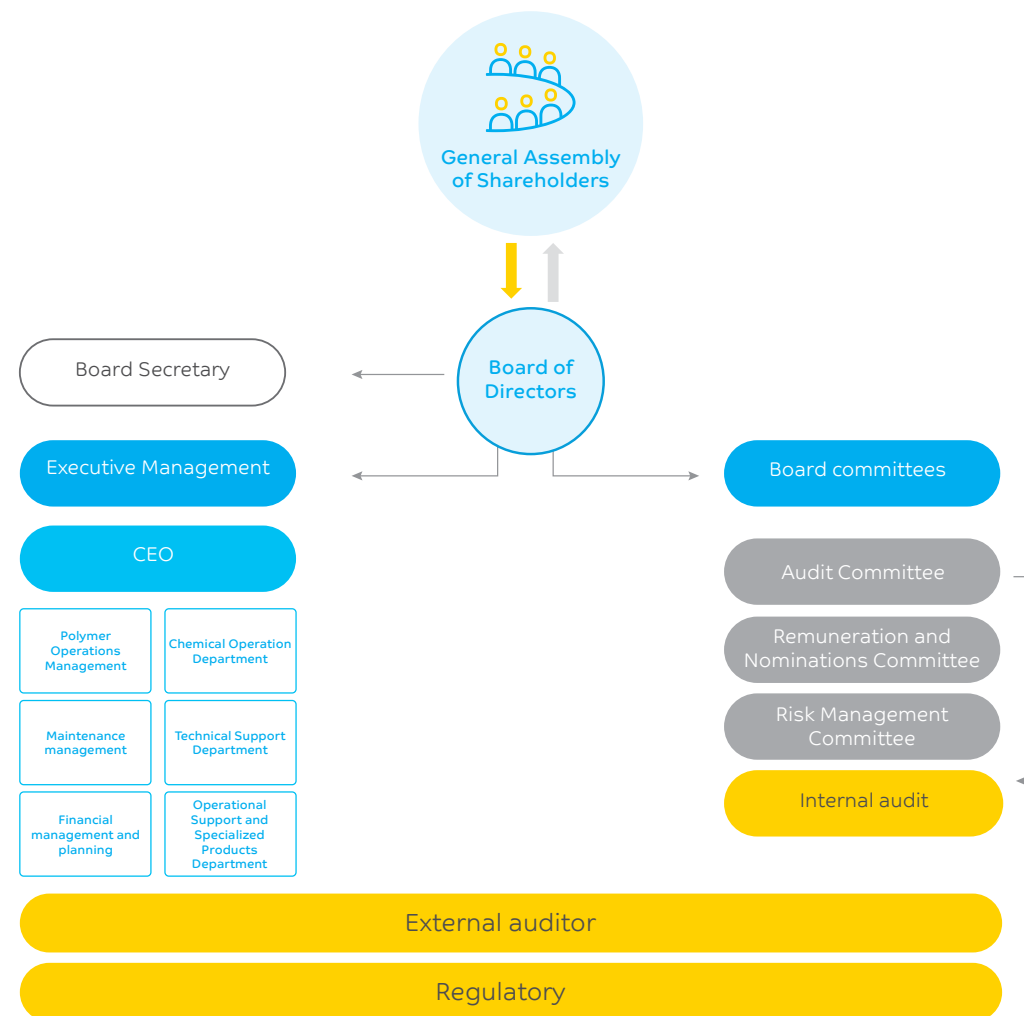 General Assembly
of Shareholders
Board of
Directors
Board Secretary
Executive Management
CEO
Polymer
Operations
Management
Chemical Operation
Department
Maintenance
management
Technical Support
Department
Financial
management and
planning
Operational
Support and
Specialized
Products
Department
Board committees
Audit Committee
Remuneration and
Nominations Committee
Risk Management
Committee
Internal audit
External auditor
Regulatory